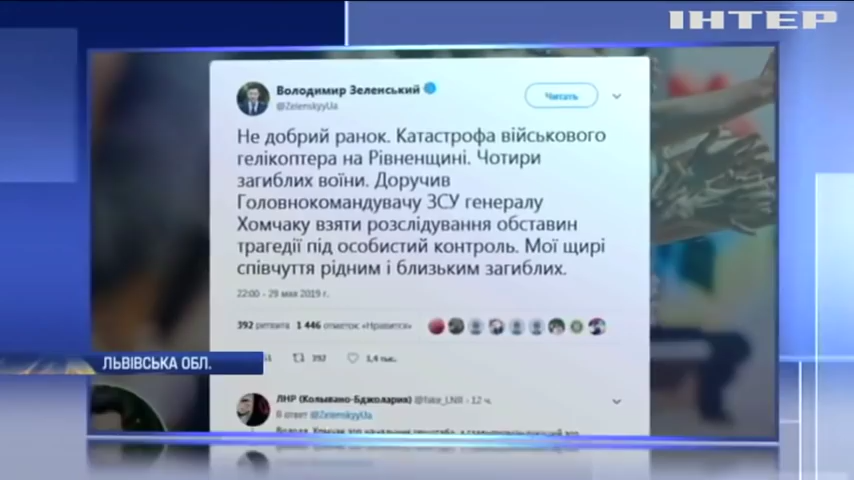 ІНТЕР
Володимир Зеленський
@ZelenskyyUa
Читать
Не добрий ранок. Катастрофа військового
гелікоптера на Рівненщині. Чотири
загиблих воїни. Доручив
Головнокомандувачу ЗСУ генералу
Хомчаку взяти розслідування обставин
трагедії під особистий контроль. Мої щирі
співчуття рідним і близьким загиблих.
22:00 - 29 мая 2019 г.
392 ретвита 1 446 отметок «Нравится»
ЛЬВІВСЬКА ОБЛ.
392 1,4 тыс.
ЛНР (Колывано-Бджолария) @fake_LNR - 12 ч.
В ответ @ZelenskyyUa